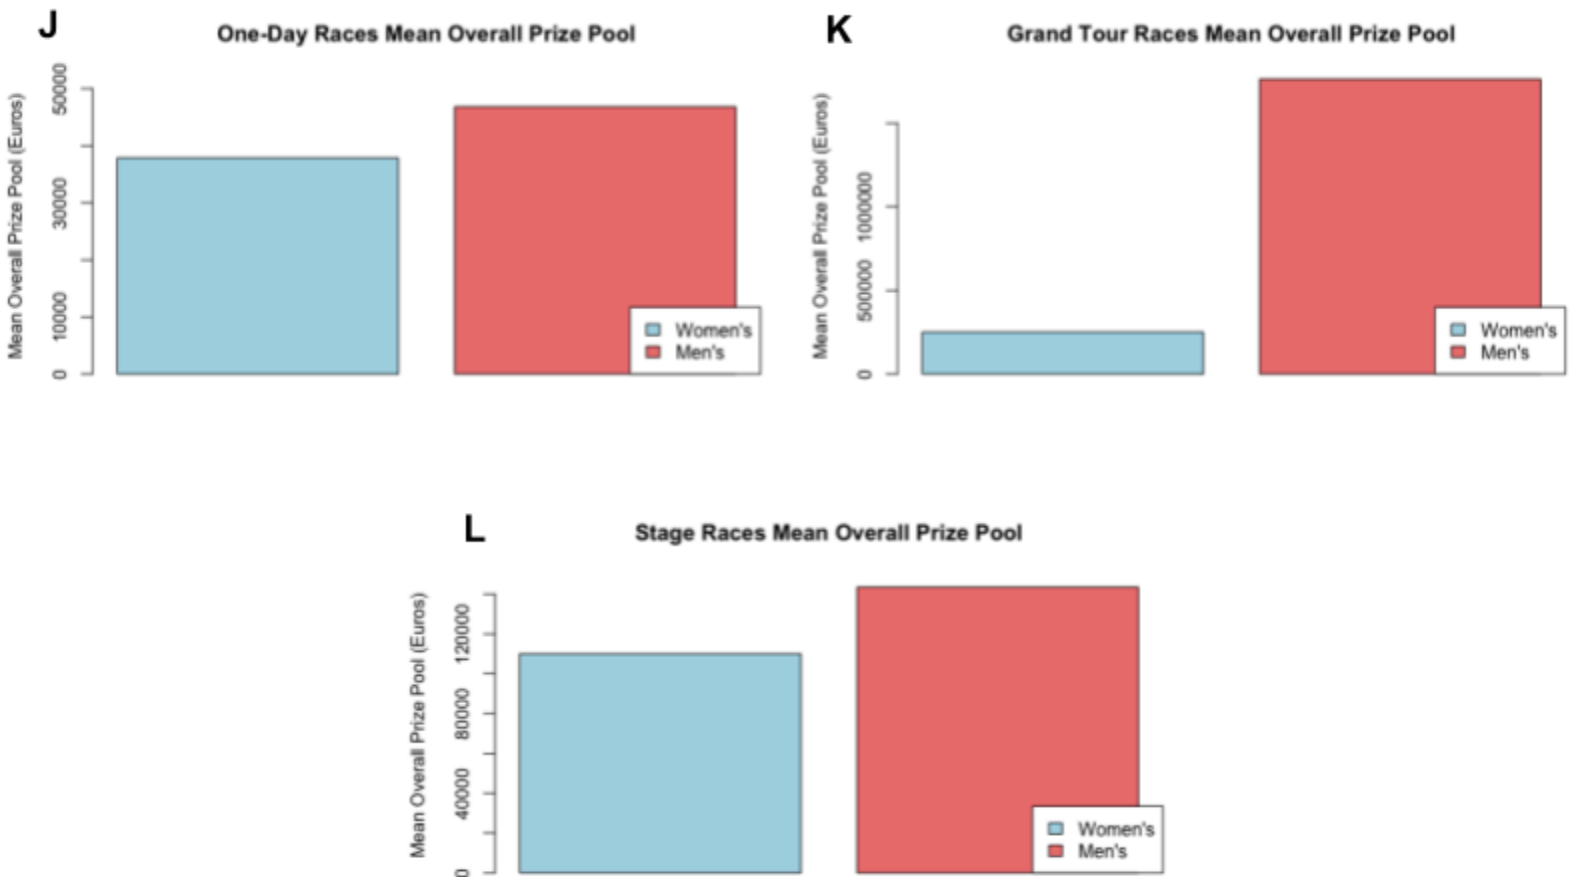 J
One-Day Races Mean Overall Prize Pool
Mean Overall Prize Pool (Euros)
50000
30000
10000
0
Women's
Men's
K
Grand Tour Races Mean Overall Prize Pool
Mean Overall Prize Pool (Euros)
1000000
500000
0
Women's
Men's
L
Stage Races Mean Overall Prize Pool
Mean Overall Prize Pool (Euros)
120000
80000
40000
0
Women's
Men's